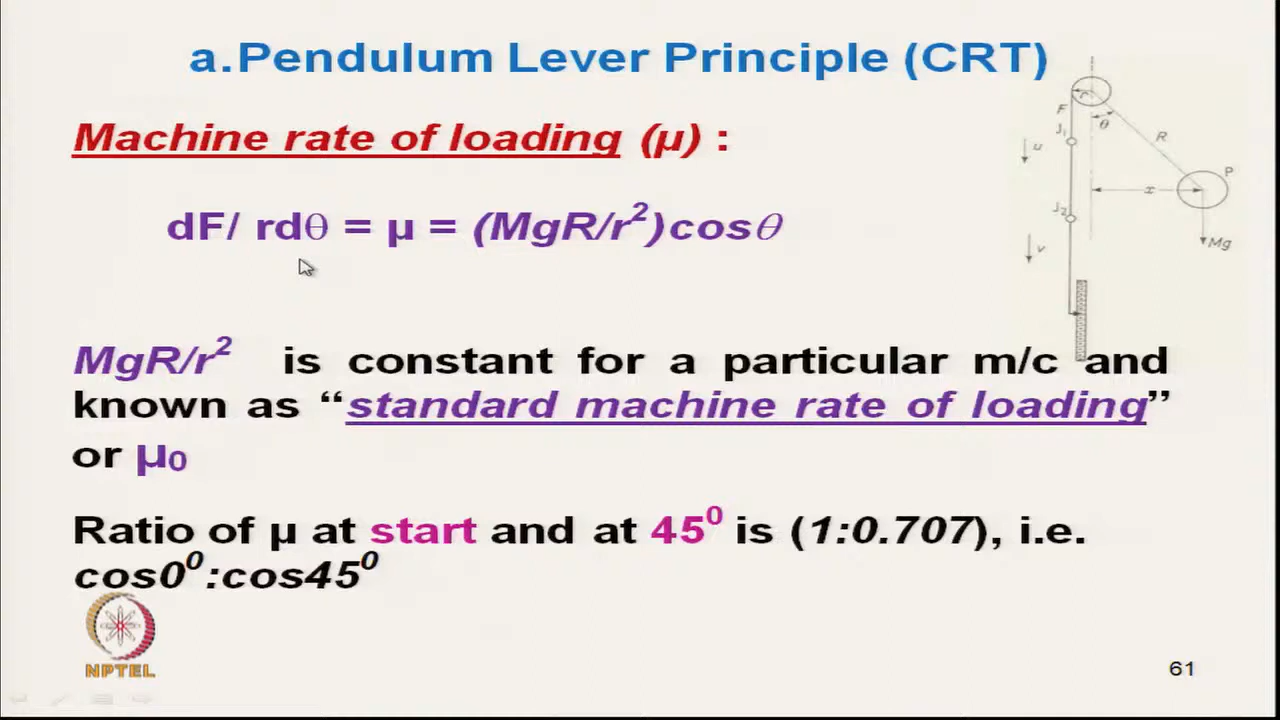 a.Pendulum Lever Principle (CRT)
Machine rate of loading (μ) :
dF/ rdθ = μ = (MgR/r²)cosθ
MgR/r² is constant for a particular m/c and
known as “standard machine rate of loading”
or μ₀
Ratio of μ at start and at 45⁰ is (1:0.707), i.e.
cos0⁰:cos45⁰
r
F
θ
J₁
R
u
P
x
J₂
Mg
v
NPTEL
61